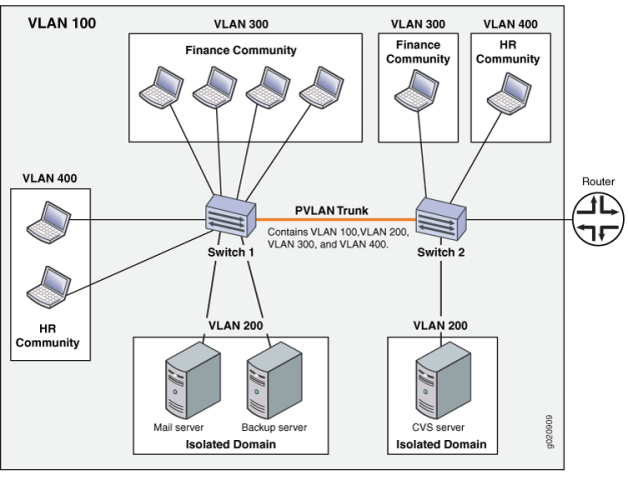 VLAN 100
VLAN 300
Finance Community
VLAN 300
Finance
Community
VLAN 400
HR
Community
VLAN 400
HR
Community
Router
PVLAN Trunk
Contains VLAN 100,VLAN 200,
VLAN 300, and VLAN 400.
Switch 1
Switch 2
VLAN 200
Mail server
Backup server
Isolated Domain
VLAN 200
CVS server
Isolated Domain
g020909